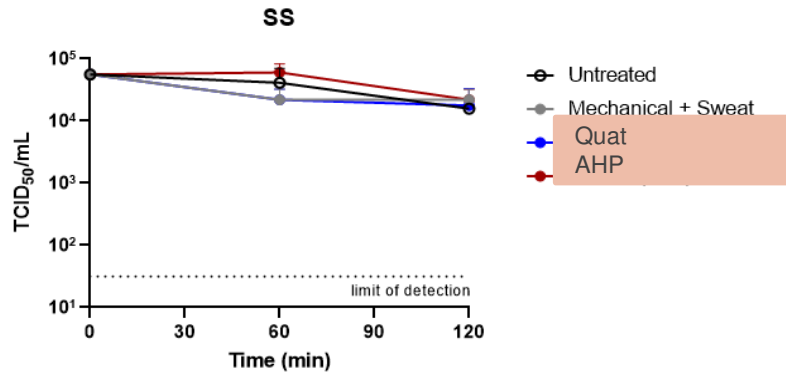 SS
TCID₅₀/mL
10⁵
10⁴
10³
10²
10¹
limit of detection
0 30 60 90 120
Time (min)
Untreated
Mechanical + Sweat
Quat
AHP